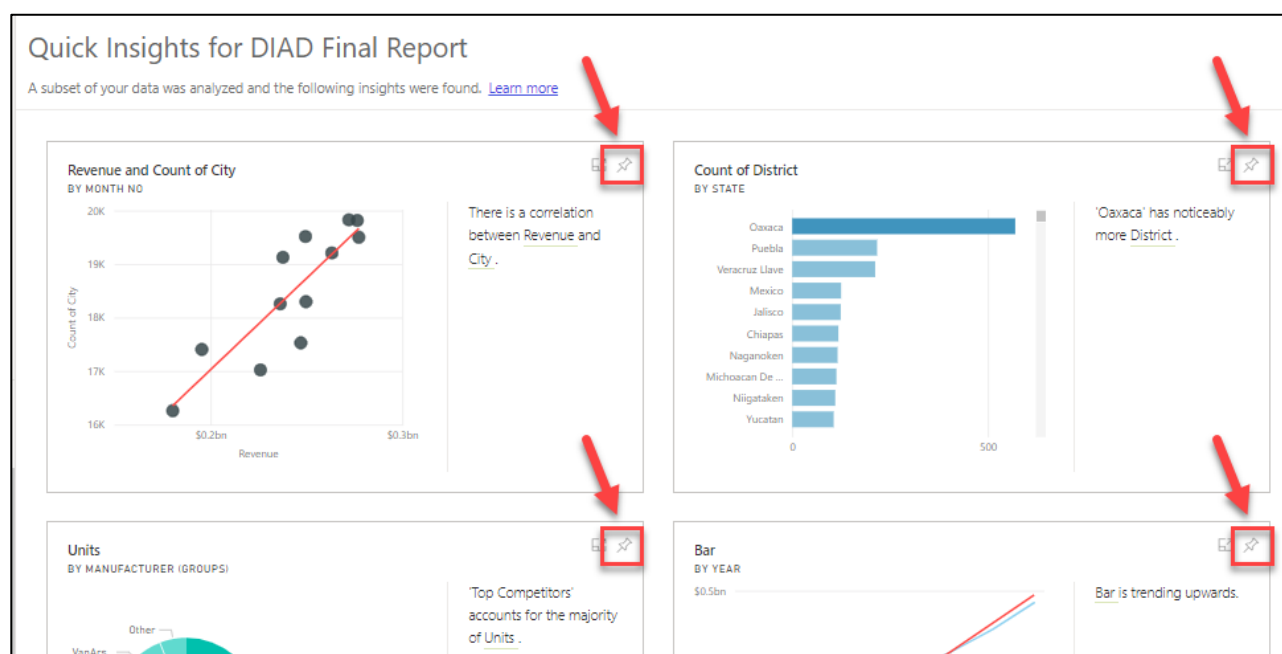 Quick Insights for DIAD Final Report
A subset of your data was analyzed and the following insights were found. Learn more
Revenue and Count of City
BY MONTH NO
20K
19K
18K
17K
16K
Count of City
$0.2bn
$0.3bn
Revenue
There is a correlation
between Revenue and
City .
Count of District
BY STATE
Oaxaca
Puebla
Veracruz Llave
Mexico
Jalisco
Chiapas
Naganoken
Michoacan De ...
Niigataken
Yucatan
0
500
'Oaxaca' has noticeably
more District .
Units
BY MANUFACTURER (GROUPS)
Other
'Top Competitors'
accounts for the majority
of Units .
Bar
BY YEAR
$0.5bn
Bar is trending upwards.